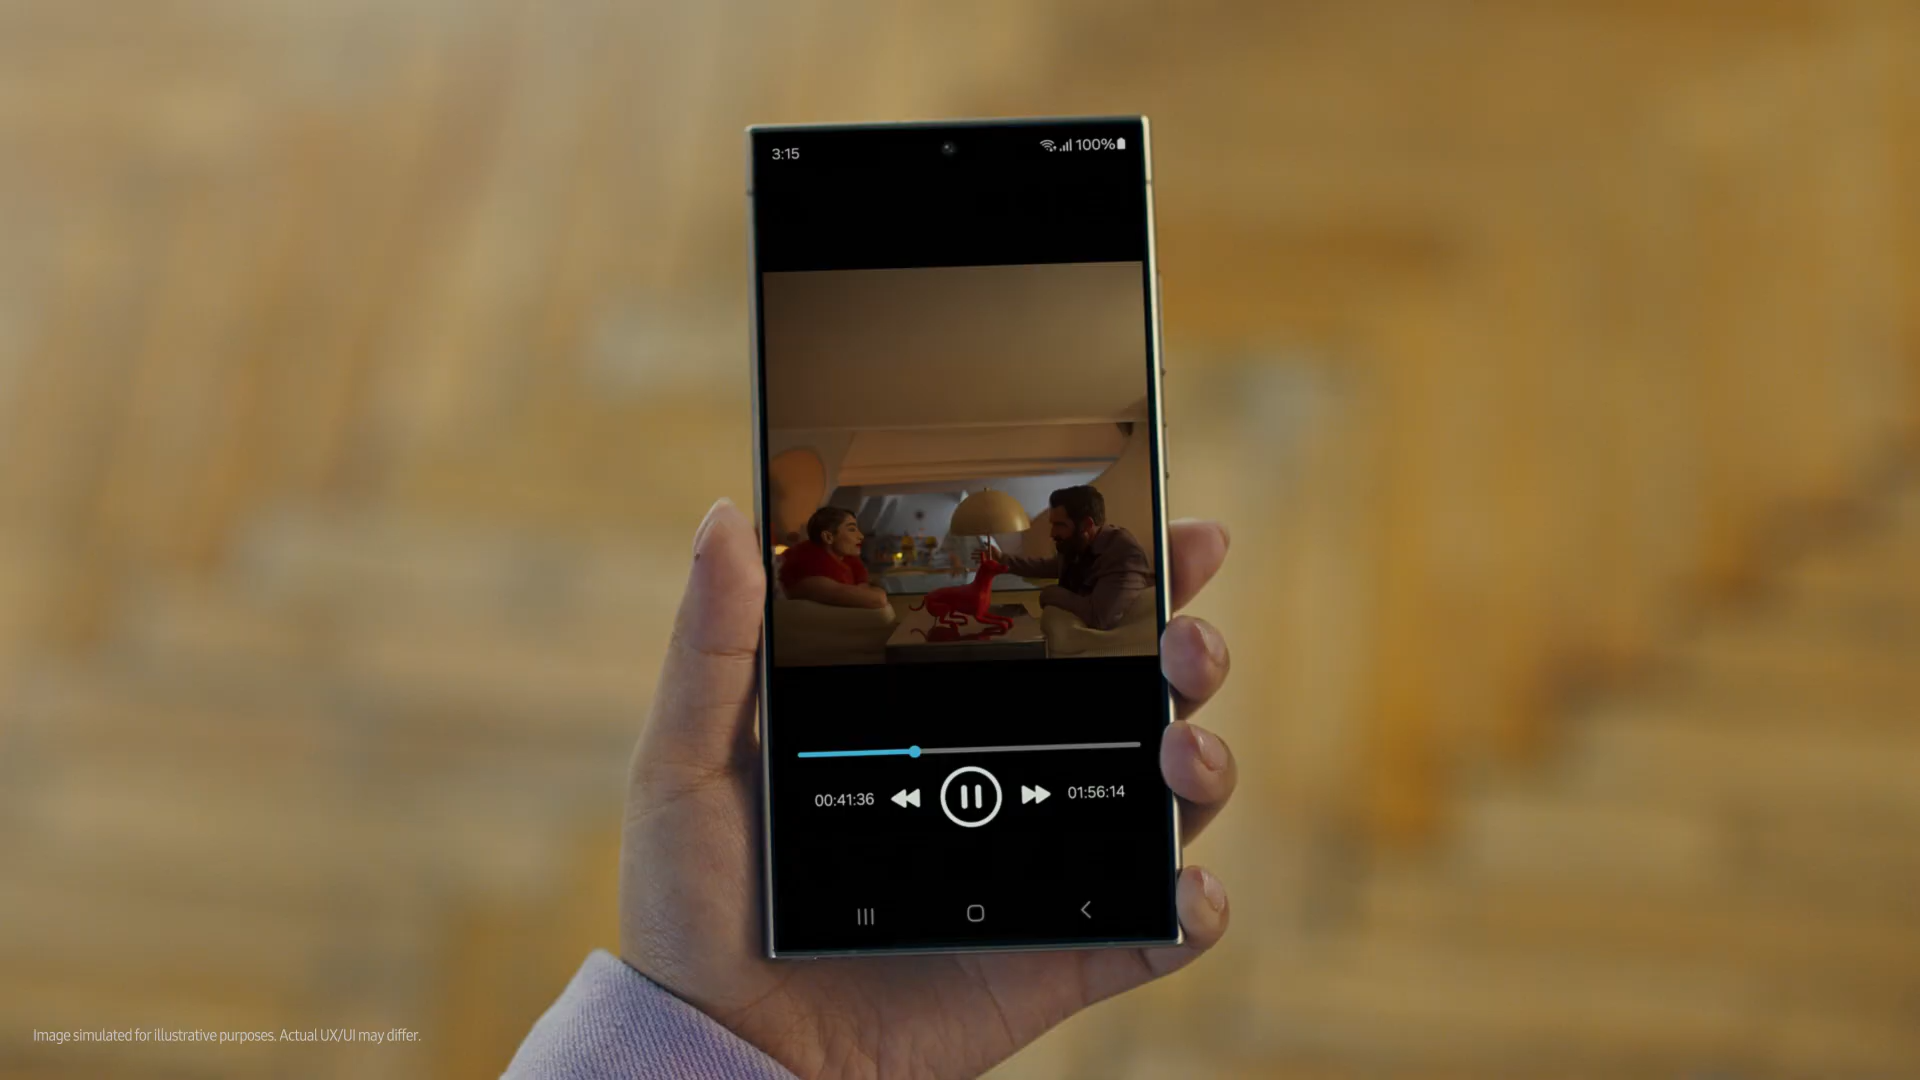 3:15
100%
00:41:36
01:56:14
Image simulated for illustrative purposes. Actual UX/UI may differ.